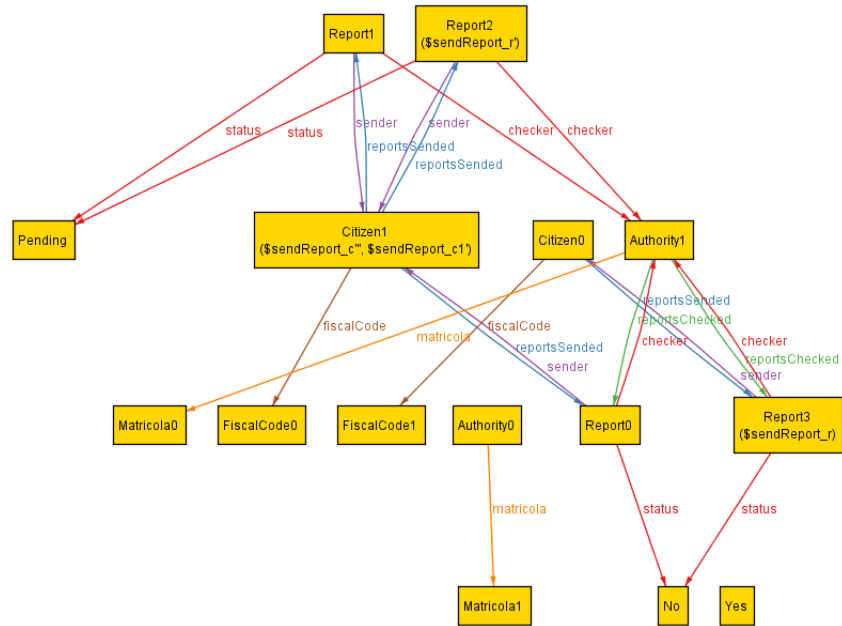 Report1
Report2
($sendReport_r')
status
status
sender
sender
reportsSended
reportsSended
checker
checker
Pending
Citizen1
($sendReport_c''', $sendReport_c1')
Citizen0
Authority1
fiscalCode
fiscalCode
matricola
reportsSended
sender
reportsSended
reportsChecked
checker
checker
reportsChecked
sender
Matricola0
FiscalCode0
FiscalCode1
Authority0
Report0
Report3
($sendReport_r)
matricola
status
status
Matricola1
No
Yes